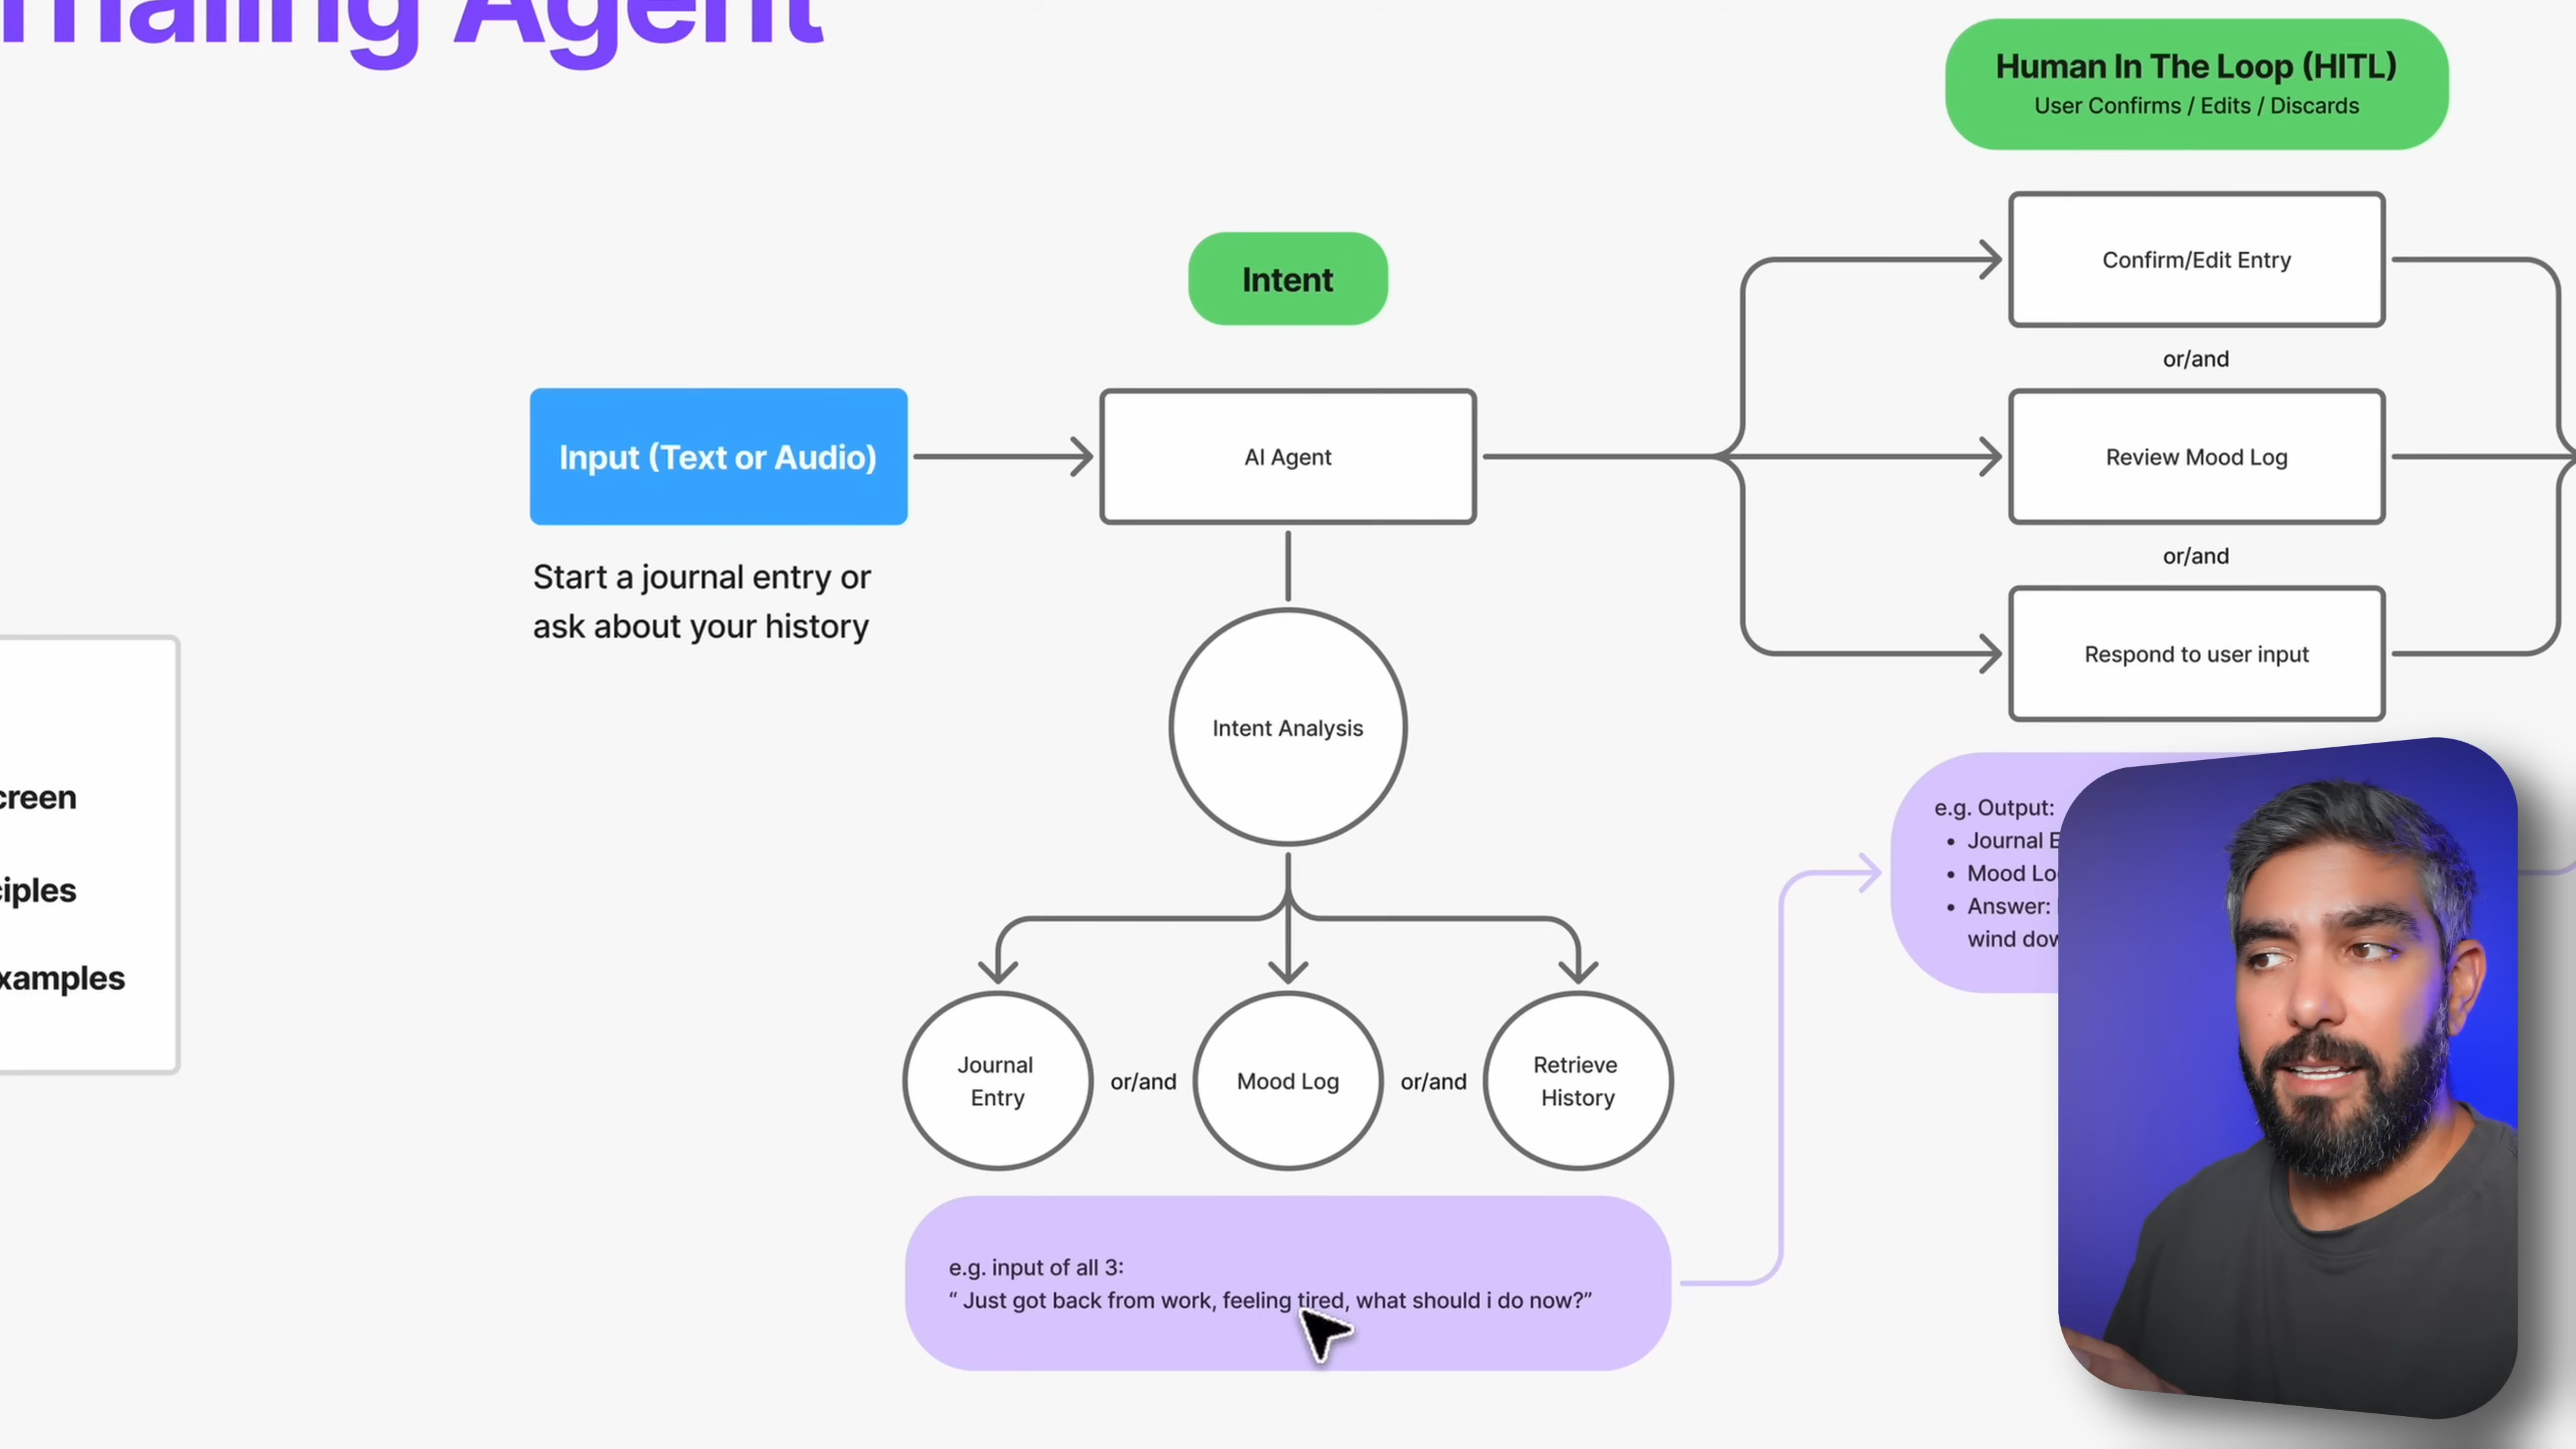 Agent
Human In The Loop (HITL)
User Confirms / Edits / Discards
Intent
Confirm/Edit Entry
or/and
Input (Text or Audio)
AI Agent
Review Mood Log
or/and
Start a journal entry or
ask about your history
Respond to user input
Intent Analysis
creen
ciples
xamples
e.g. Output:
• Journal E
• Mood Lo
• Answer:
wind dow
Journal
Entry
or/and
Mood Log
or/and
Retrieve
History
e.g. input of all 3:
“ Just got back from work, feeling tired, what should i do now?”